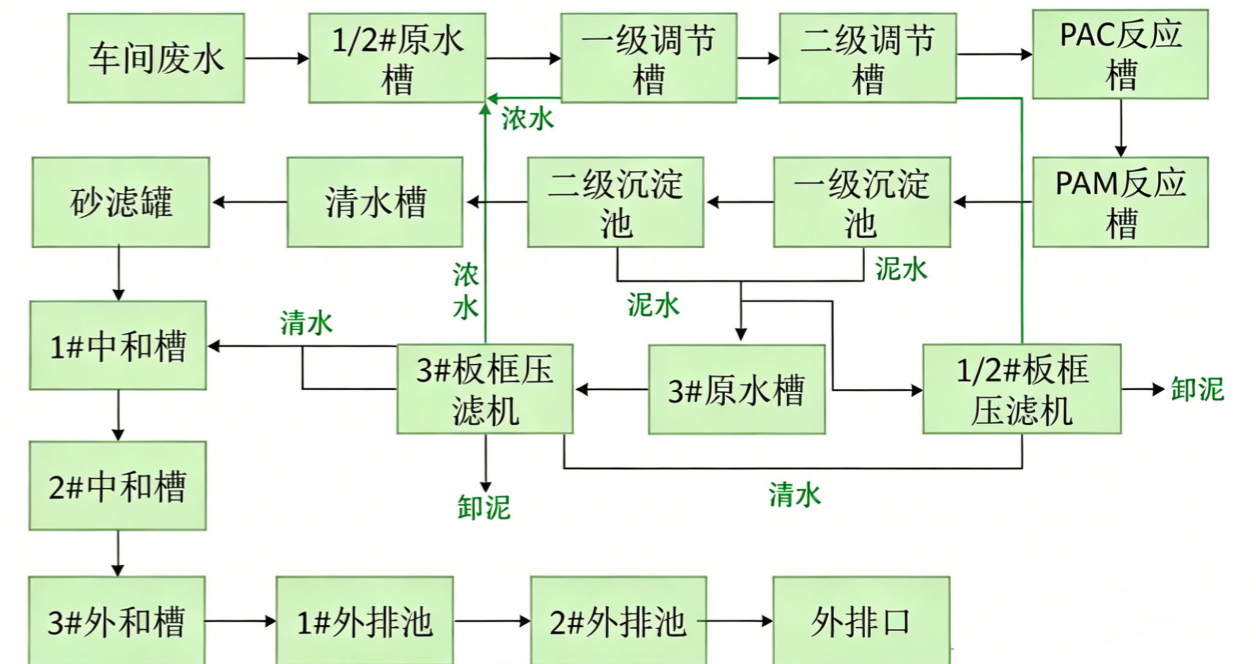 车间废水
1/2#原水
槽
一级调节
槽
二级调节
槽
PAC反应
槽
浓水
砂滤罐
清水槽
二级沉淀
池
一级沉淀
池
PAM反应
槽
浓
水
泥水
泥水
清水
1#中和槽
3#板框压
滤机
3#原水槽
1/2#板框
压滤机
卸泥
2#中和槽
卸泥
清水
3#外和槽
1#外排池
2#外排池
外排口